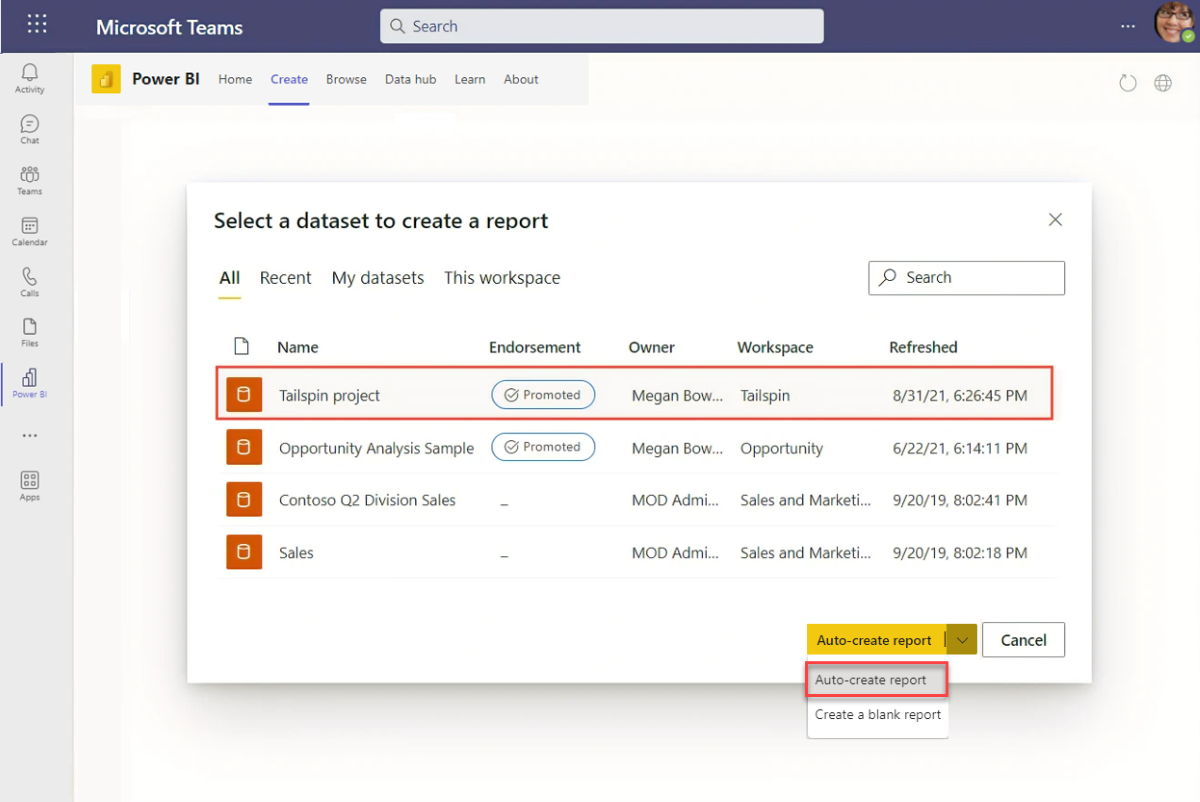 Microsoft Teams
Search
Activity
Chat
Teams
Calendar
Calls
Files
Power BI
Apps
Power BI Home Create Browse Data hub Learn About
Select a dataset to create a report
All Recent My datasets This workspace
Search
Name Endorsement Owner Workspace Refreshed
Tailspin project Promoted Megan Bow... Tailspin 8/31/21, 6:26:45 PM
Opportunity Analysis Sample Promoted Megan Bow... Opportunity 6/22/21, 6:14:11 PM
Contoso Q2 Division Sales – MOD Admi... Sales and Marketi... 9/20/19, 8:02:41 PM
Sales – MOD Admi... Sales and Marketi... 9/20/19, 8:02:18 PM
Auto-create report Cancel
Auto-create report
Create a blank report